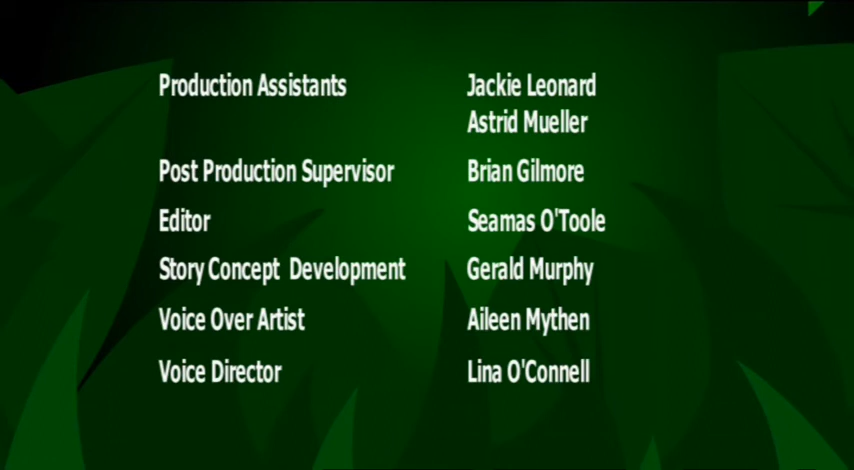 Production Assistants Jackie Leonard
Astrid Mueller
Post Production Supervisor Brian Gilmore
Editor Seamas O'Toole
Story Concept Development Gerald Murphy
Voice Over Artist Aileen Mythen
Voice Director Lina O'Connell